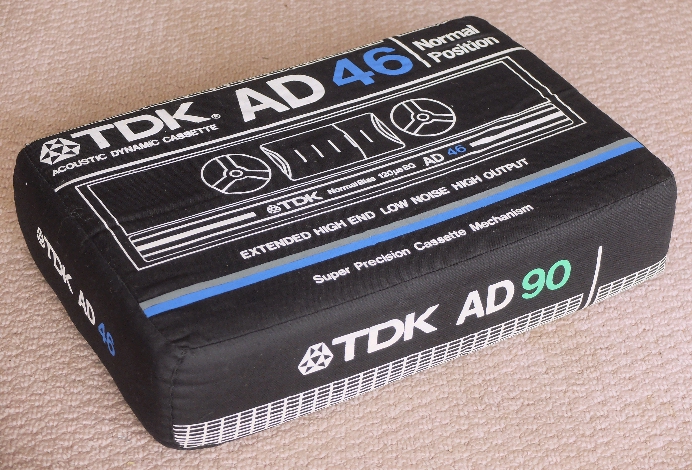 TDK® AD 46
Normal
Position
ACOUSTIC DYNAMIC CASSETTE
TDK Normal Bias 120µs EQ AD 46
EXTENDED HIGH END LOW NOISE HIGH OUTPUT
Super Precision Cassette Mechanism
TDK AD 46
TDK AD 90